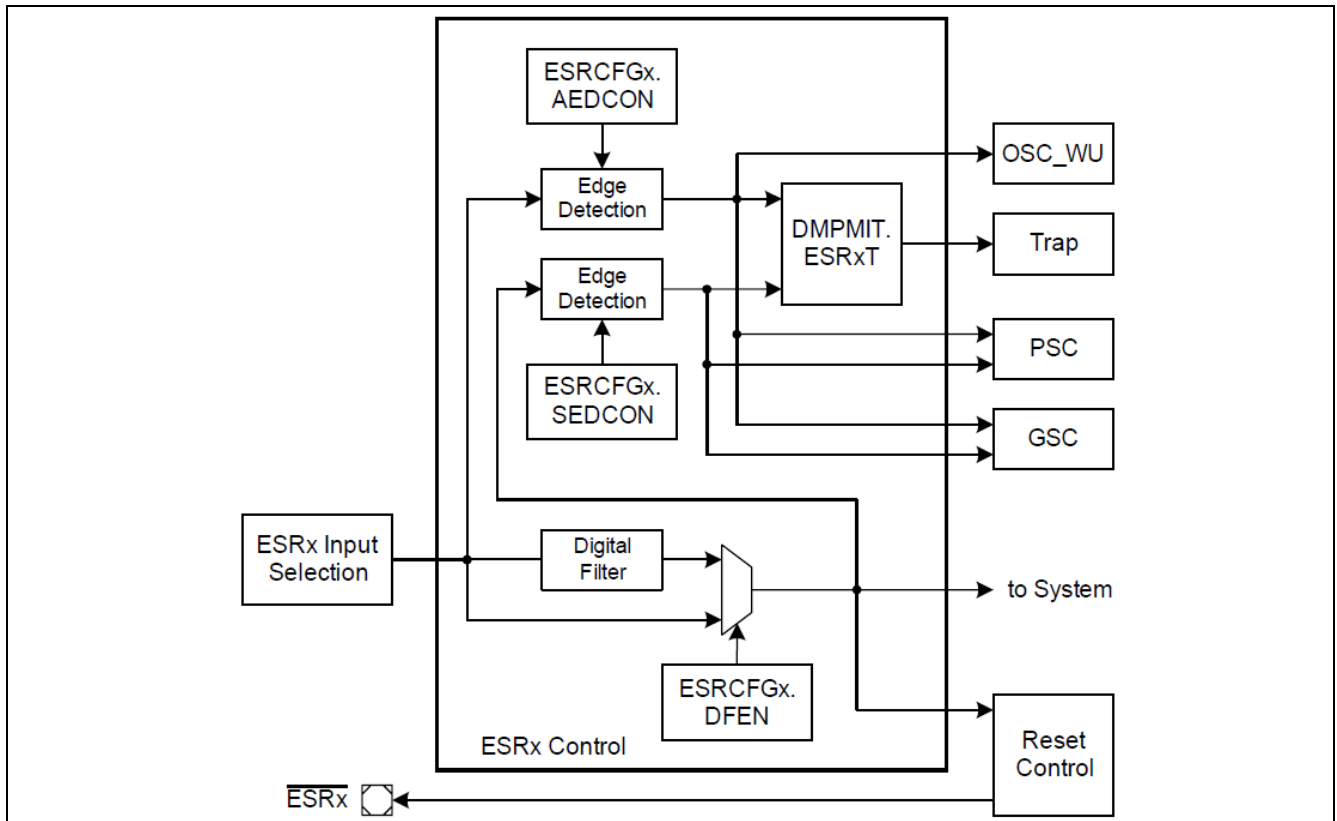 ESRCFGx.
AEDCON
OSC_WU
Edge
Detection
DMPMIT.
ESRxT
Trap
Edge
Detection
PSC
ESRCFGx.
SEDCON
GSC
ESRx Input
Selection
Digital
Filter
to System
ESRCFGx.
DFEN
Reset
Control
ESRx Control
ESRx